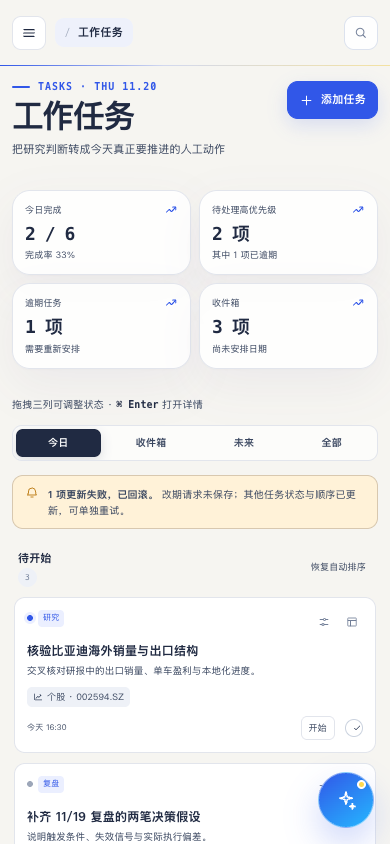 / 工作任务
TASKS · THU 11.20
工作任务
添加任务
把研究判断转成今天真正要推进的人工动作
今日完成
2 / 6
完成率 33%
待处理高优先级
2 项
其中 1 项已逾期
逾期任务
1 项
需要重新安排
收件箱
3 项
尚未安排日期
拖拽三列可调整状态 · ⌘ Enter 打开详情
今日
收件箱
未来
全部
1 项更新失败，已回滚。 改期请求未保存；其他任务状态与顺序已更
新，可单独重试。
待开始
3
恢复自动排序
研究
核验比亚迪海外销量与出口结构
交叉核对研报中的出口销量、单车盈利与本地化进度。
个股 · 002594.SZ
今天 16:30
开始
复盘
补齐 11/19 复盘的两笔决策假设
说明触发条件、失效信号与实际执行偏差。